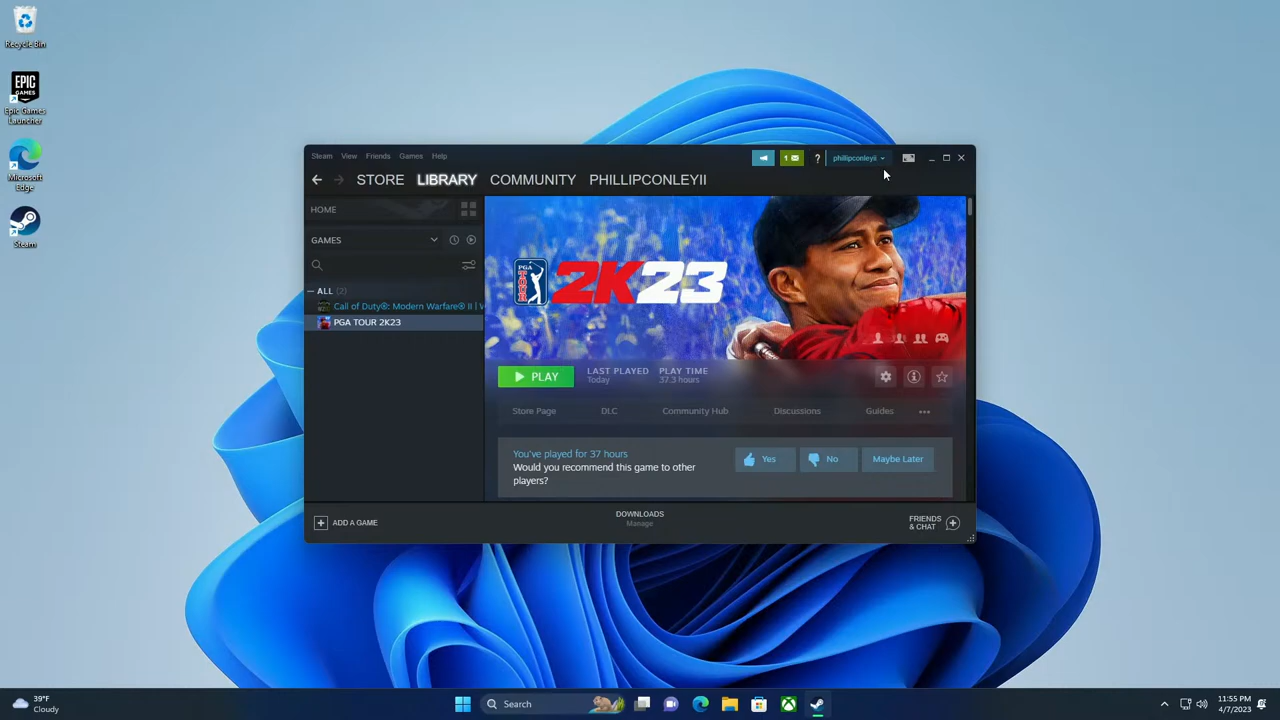 Recycle Bin
Epic Games
Launcher
Microsoft
Edge
Steam
EPIC
GAMES
Steam View Friends Games Help
1
?
phillipconleyii
STORE LIBRARY COMMUNITY PHILLIPCONLEYII
HOME
GAMES
ALL (2)
Call of Duty®: Modern Warfare® II | W
PGA TOUR 2K23
PGA
TOUR
2K23
PLAY
LAST PLAYED
Today
PLAY TIME
37.3 hours
Store Page DLC Community Hub Discussions Guides
You've played for 37 hours
Would you recommend this game to other
players?
Yes No Maybe Later
ADD A GAME
DOWNLOADS
Manage
FRIENDS
& CHAT
39°F
Cloudy
Search
11:55 PM
4/7/2023